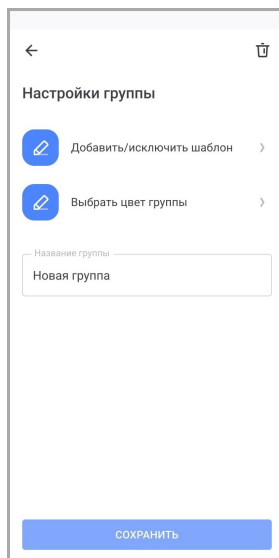 Настройки группы
Добавить/исключить шаблон
Выбрать цвет группы
Название группы
Новая группа
СОХРАНИТЬ